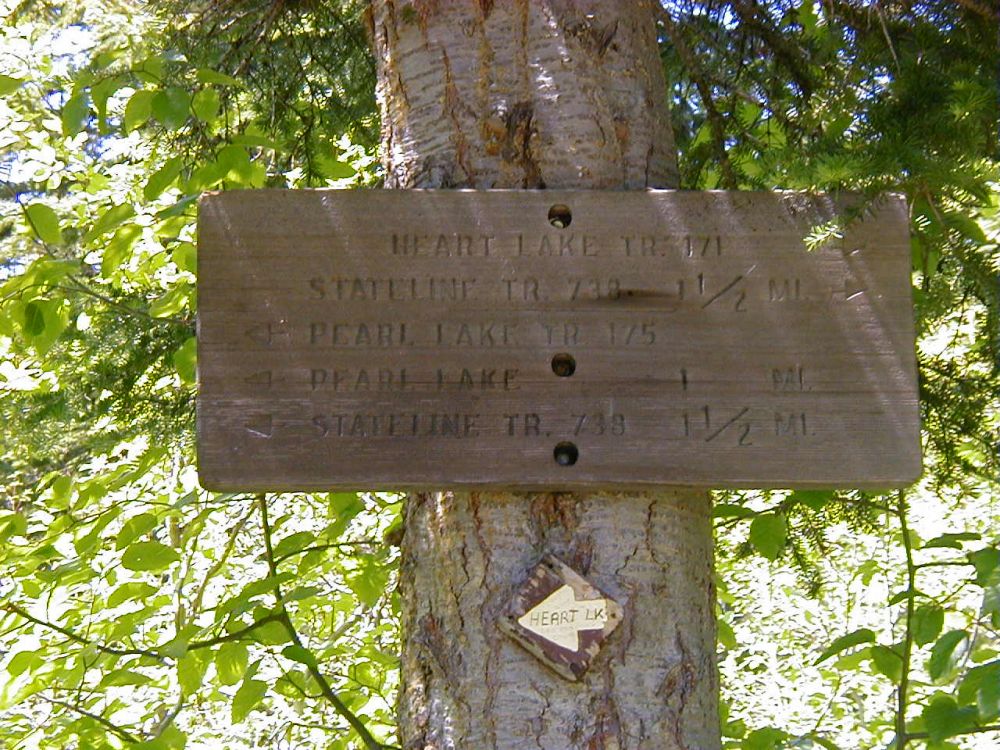 HEART LAKE TR. 171
STATELINE TR. 738 1 1/2 MI. →
← PEARL LAKE TR 175
← PEARL LAKE 1 MI.
← STATELINE TR. 738 1 1/2 MI.
HEART LK